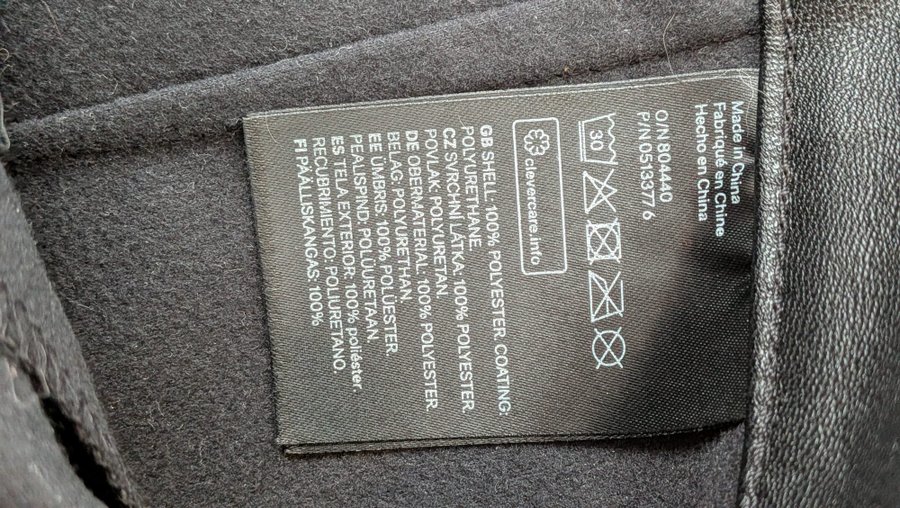 Made in China
Fabriqué en Chine
Hecho en China
O/N 804440
P/N 05133776
30
clevercare.info
GB SHELL 100% POLYESTER. COATING:
POLYURETHANE.
CZ SVRCHNÍ LÁTKA: 100% POLYESTER.
POVLAK: POLYURETAN.
DE OBERMATERIAL: 100% POLYESTER.
BELAG: POLYURETHAN.
EE ÜMBRIS: 100% POLÜESTER.
PEALISPIND: POLÜURETAAN.
ES TELA EXTERIOR: 100% poliéster.
RECUBRIMIENTO: POLIURETANO.
FI PÄÄLLISKANGAS: 100%